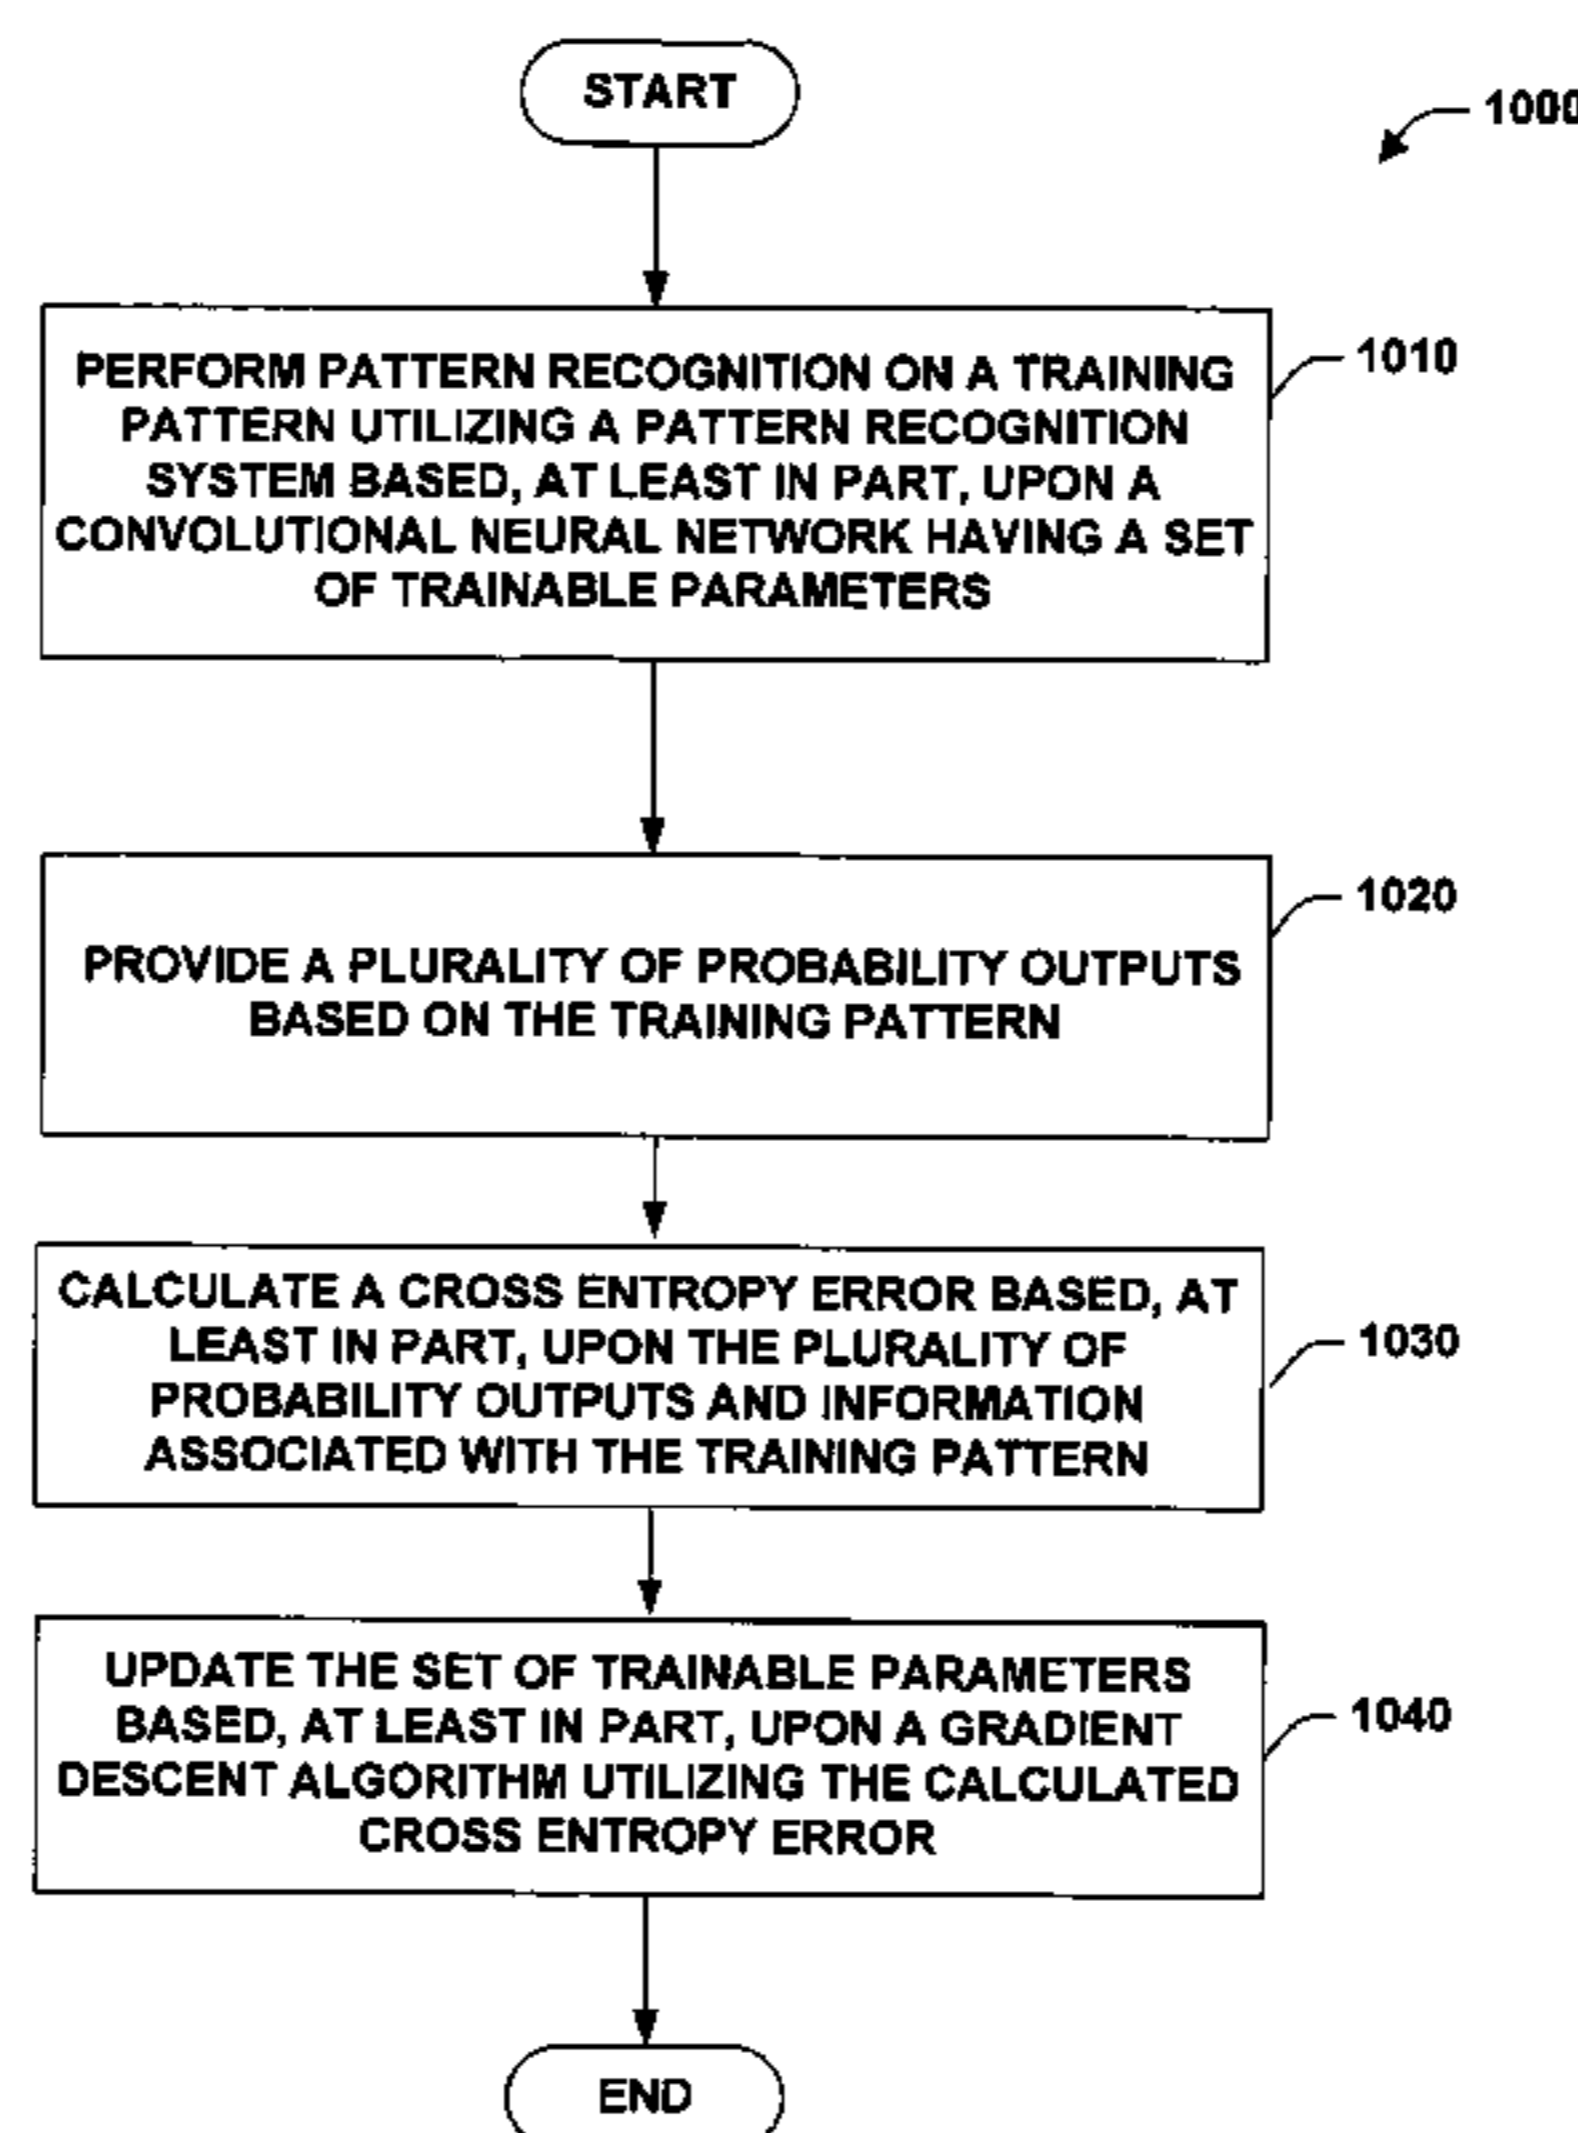 START
1000
PERFORM PATTERN RECOGNITION ON A TRAINING
PATTERN UTILIZING A PATTERN RECOGNITION
SYSTEM BASED, AT LEAST IN PART, UPON A
CONVOLUTIONAL NEURAL NETWORK HAVING A SET
OF TRAINABLE PARAMETERS
1010
PROVIDE A PLURALITY OF PROBABILITY OUTPUTS
BASED ON THE TRAINING PATTERN
1020
CALCULATE A CROSS ENTROPY ERROR BASED, AT
LEAST IN PART, UPON THE PLURALITY OF
PROBABILITY OUTPUTS AND INFORMATION
ASSOCIATED WITH THE TRAINING PATTERN
1030
UPDATE THE SET OF TRAINABLE PARAMETERS
BASED, AT LEAST IN PART, UPON A GRADIENT
DESCENT ALGORITHM UTILIZING THE CALCULATED
CROSS ENTROPY ERROR
1040
END